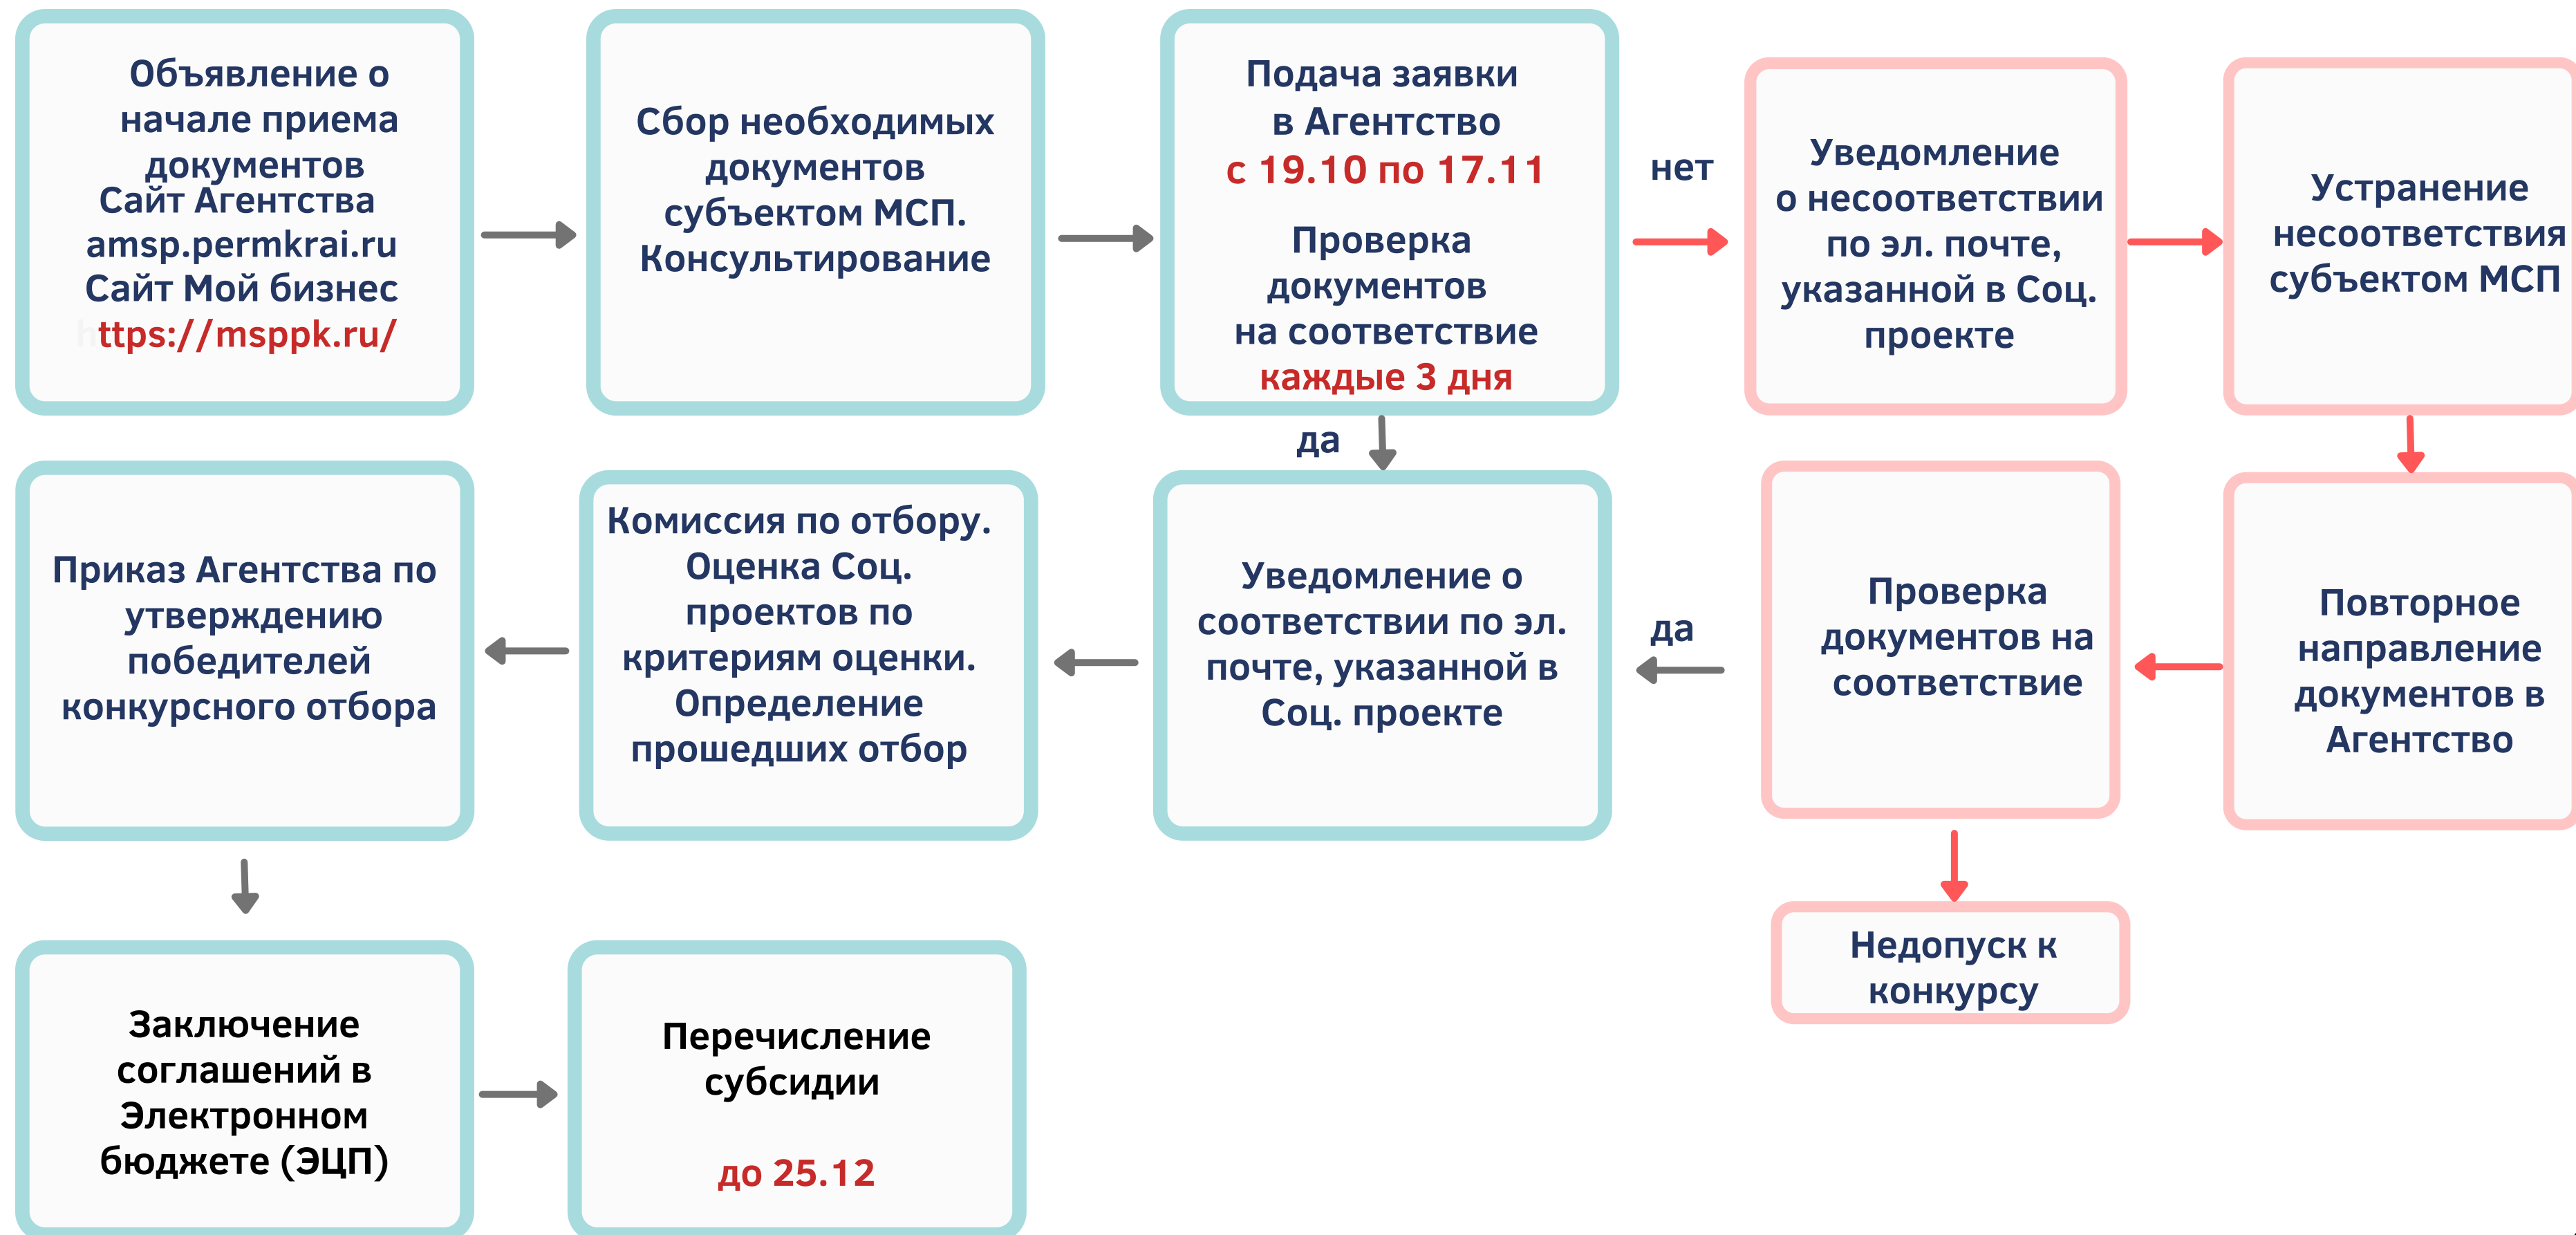 Объявление о
начале приема
документов
Сайт Агентства
amsp.permkrai.ru
Сайт Мой бизнес
https://msppk.ru/
Сбор необходимых
документов
субъектом МСП.
Консультирование
Подача заявки
в Агентство
с 19.10 по 17.11
Проверка
документов
на соответствие
каждые 3 дня
нет
Уведомление
о несоответствии
по эл. почте,
указанной в Соц.
проекте
Устранение
несоответствия
субъектом МСП
да
Приказ Агентства по
утверждению
победителей
конкурсного отбора
Комиссия по отбору.
Оценка Соц.
проектов по
критериям оценки.
Определение
прошедших отбор
Уведомление о
соответствии по эл.
почте, указанной в
Соц. проекте
да
Проверка
документов на
соответствие
Повторное
направление
документов в
Агентство
Недопуск к
конкурсу
Заключение
соглашений в
Электронном
бюджете (ЭЦП)
Перечисление
субсидии
до 25.12